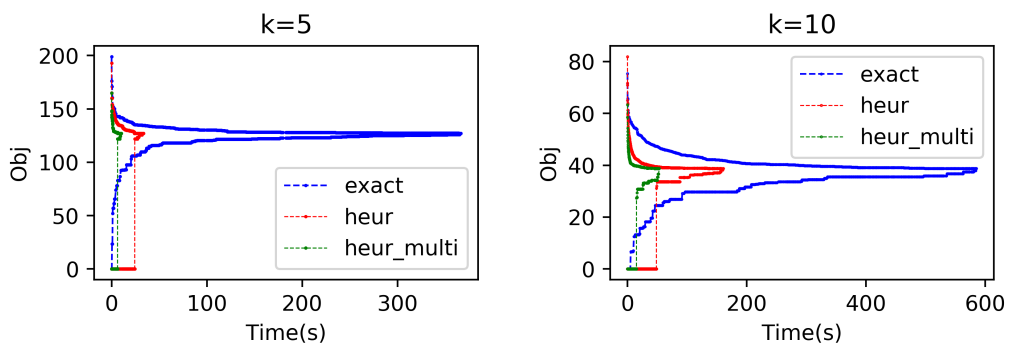 k=5
200
150
100
50
0
Obj
exact
heur
heur_multi
0 100 200 300
Time(s)
k=10
80
60
40
20
0
Obj
exact
heur
heur_multi
0 200 400 600
Time(s)